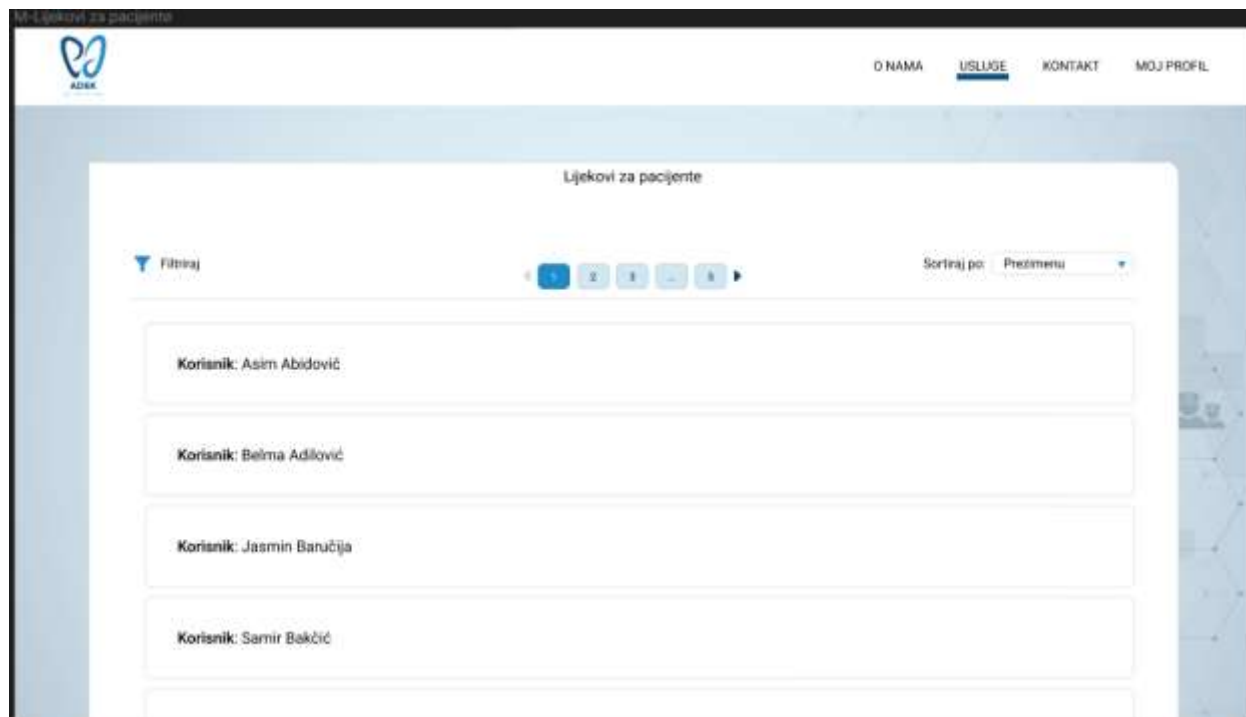 M-Lijekovi za pacijente
ADEK
O NAMA USLUGE KONTAKT MOJ PROFIL
Lijekovi za pacijente
Filtriraj
1 2 3 ...
Sortiraj po: Prezimenu
Korisnik: Asim Abidović
Korisnik: Belma Adilović
Korisnik: Jasmin Baručija
Korisnik: Samir Bakčić